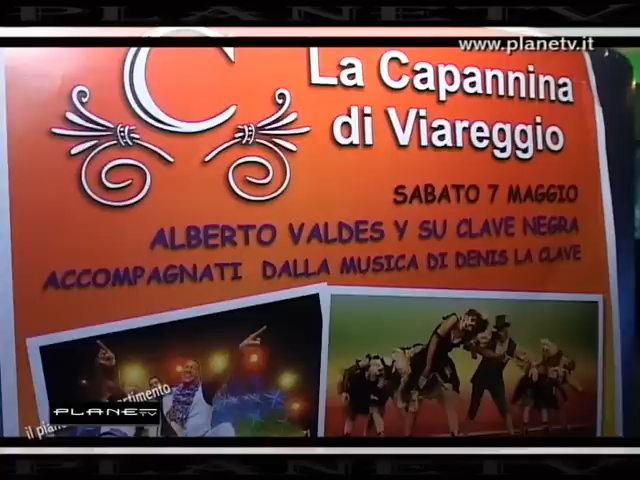 www.planetv.it
C
La Capannina
di Viareggio
SABATO 7 MAGGIO
ALBERTO VALDES Y SU CLAVE NEGRA
ACCOMPAGNATI DALLA MUSICA DI DENIS LA CLAVE
PLANETV
il